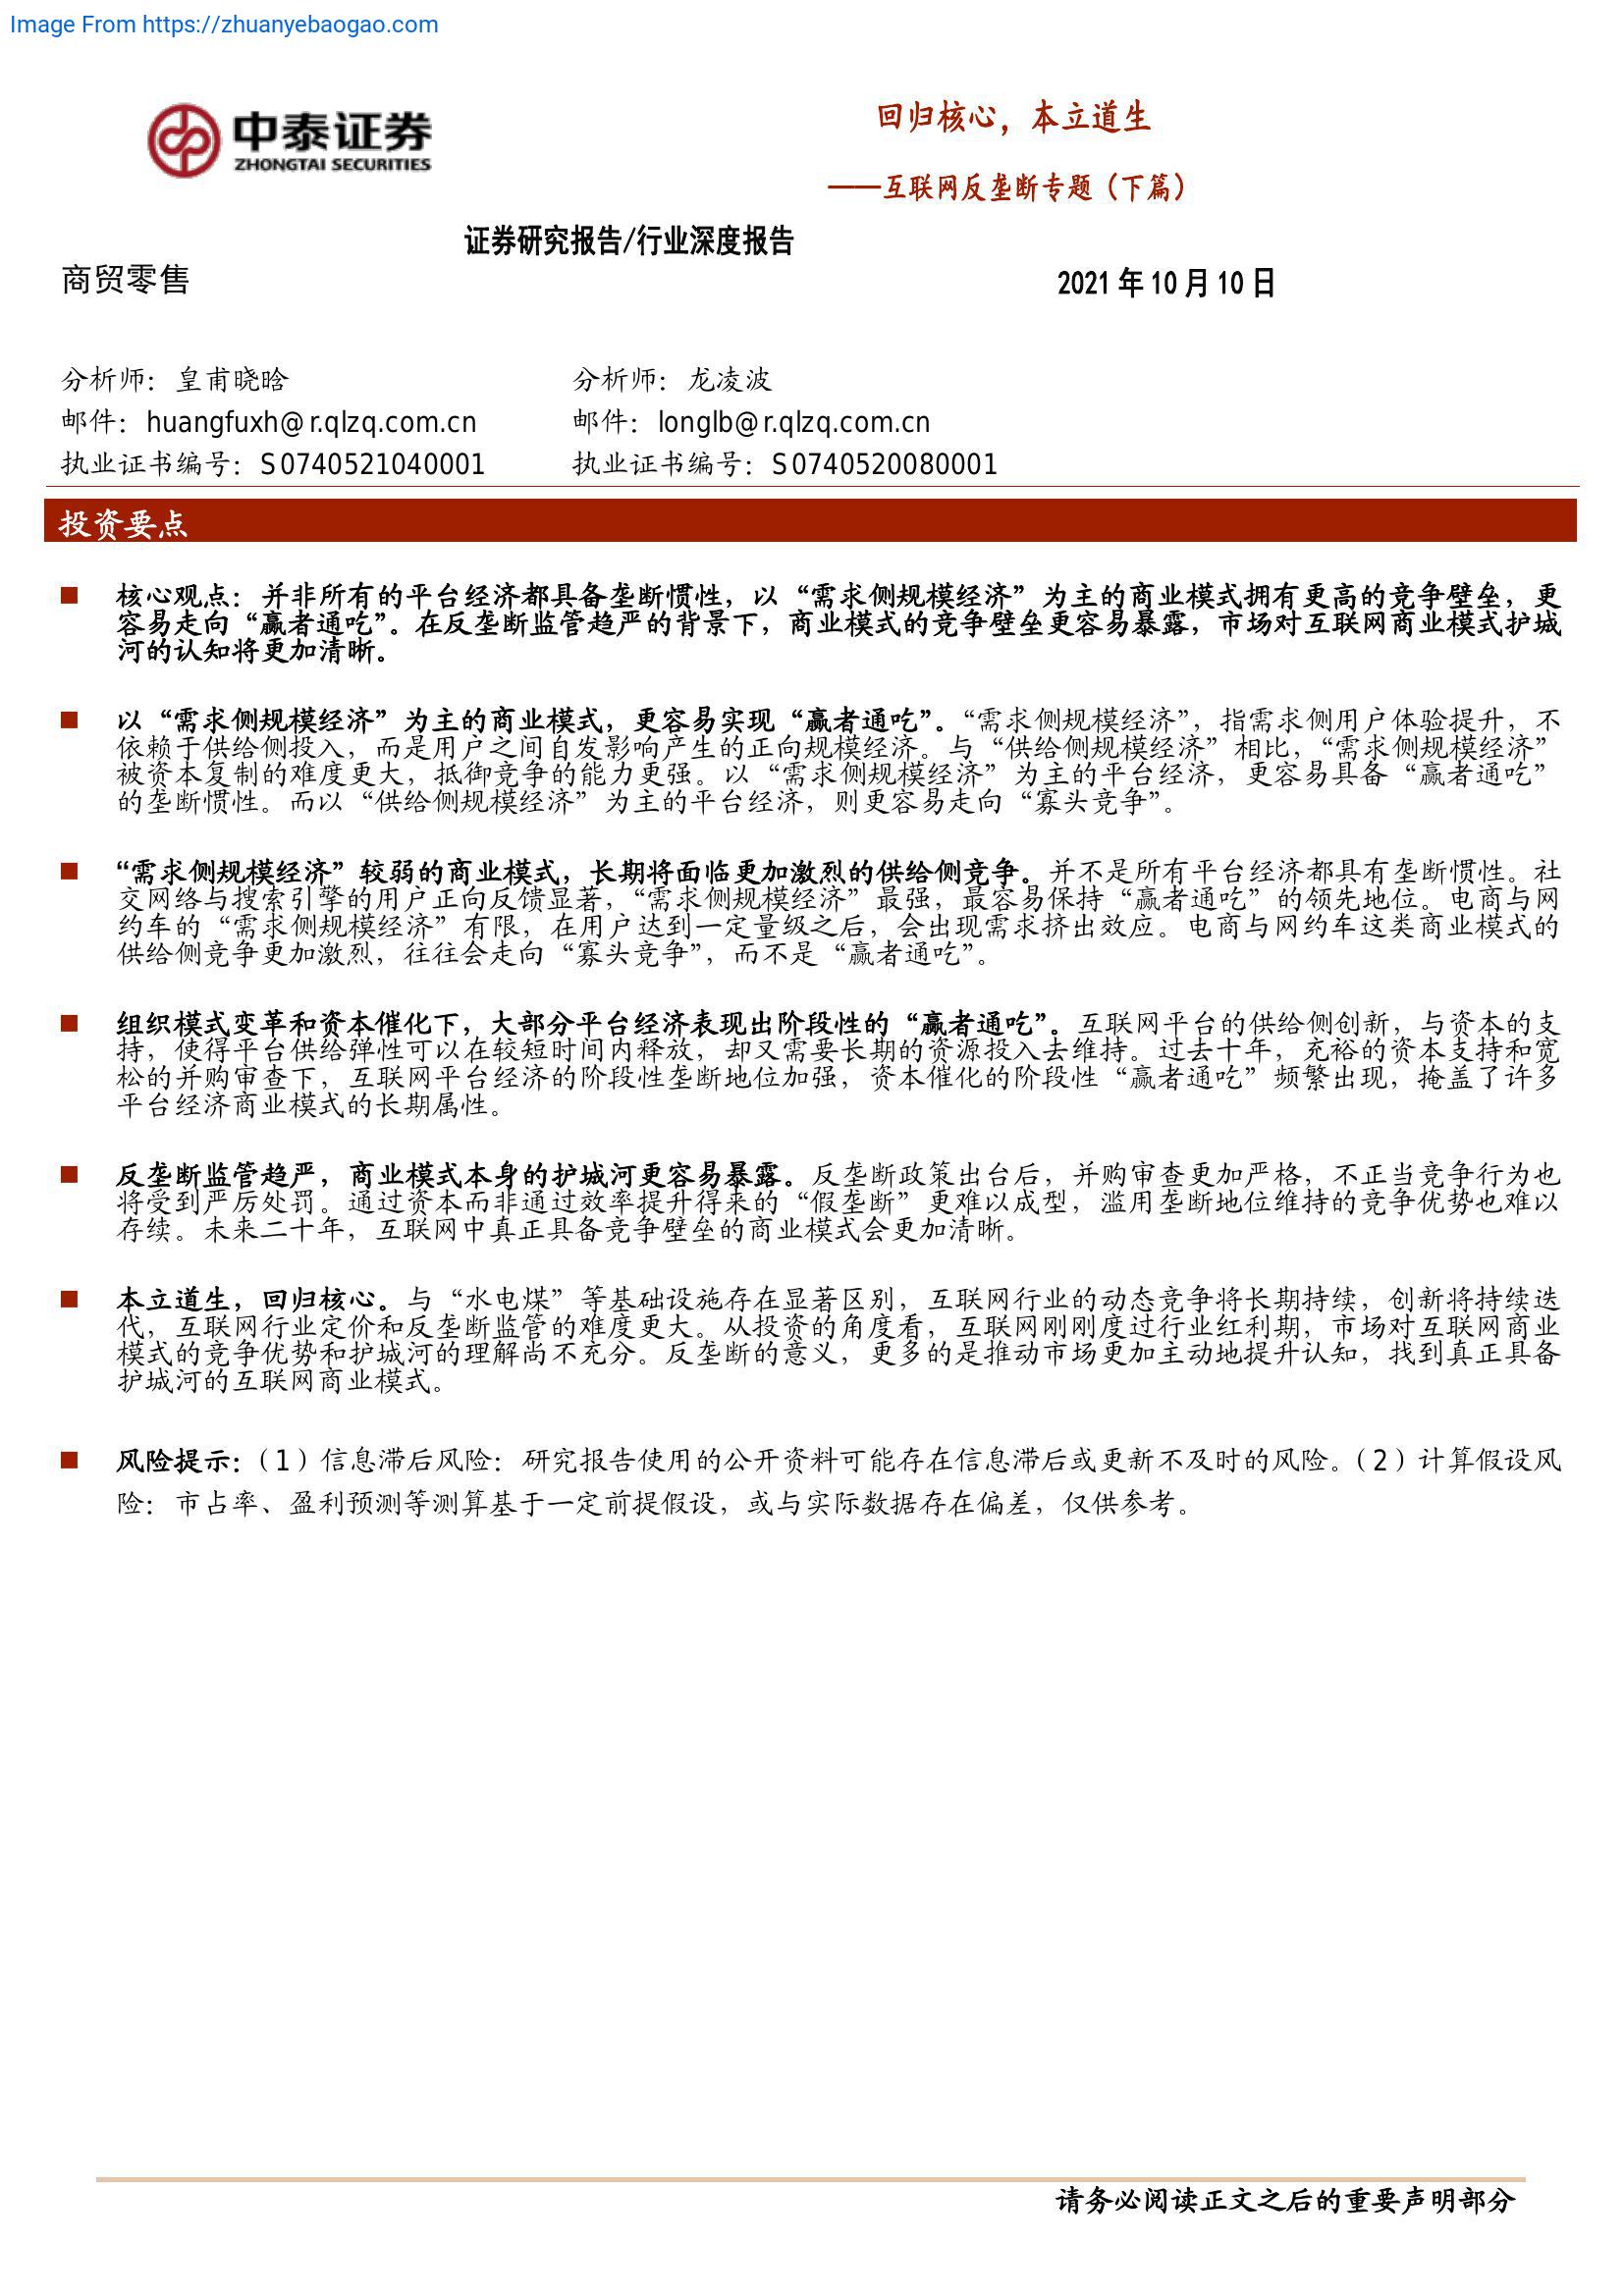 Image From https://zhuanyebaogao.com
中泰证券
ZHONGTAI SECURITIES
回归核心，本立道生
——互联网反垄断专题（下篇）
证券研究报告/行业深度报告
商贸零售
2021 年 10 月 10 日
分析师：皇甫晓晗
分析师：龙凌波
邮件：huangfuxh@r.qlzq.com.cn
邮件：longlb@r.qlzq.com.cn
执业证书编号：S0740521040001
执业证书编号：S0740520080001
投资要点
■ 核心观点：并非所有的平台经济都具备垄断惯性，以“需求侧规模经济”为主的商业模式拥有更高的竞争壁垒，更
容易走向“赢者通吃”。在反垄断监管趋严的背景下，商业模式的竞争壁垒更容易暴露，市场对互联网商业模式护城
河的认知将更加清晰。
■ 以“需求侧规模经济”为主的商业模式，更容易实现“赢者通吃”。“需求侧规模经济”，指需求侧用户体验提升，不
依赖于供给侧投入，而是用户之间自发影响产生的正向规模经济。与“供给侧规模经济”相比，“需求侧规模经济”
被资本复制的难度更大，抵御竞争的能力更强。以“需求侧规模经济”为主的平台经济，更容易具备“赢者通吃”
的垄断惯性。而以“供给侧规模经济”为主的平台经济，则更容易走向“寡头竞争”。
■ “需求侧规模经济”较弱的商业模式，长期将面临更加激烈的供给侧竞争。并不是所有平台经济都具有垄断惯性。社
交网络与搜索引擎的用户正向反馈显著，“需求侧规模经济”最强，最容易保持“赢者通吃”的领先地位。电商与网
约车的“需求侧规模经济”有限，在用户达到一定量级之后，会出现需求挤出效应。电商与网约车这类商业模式的
供给侧竞争更加激烈，往往会走向“寡头竞争”，而不是“赢者通吃”。
■ 组织模式变革和资本催化下，大部分平台经济表现出阶段性的“赢者通吃”。互联网平台的供给侧创新，与资本的支
持，使得平台供给弹性可以在较短时间内释放，却又需要长期的资源投入去维持。过去十年，充裕的资本支持和宽
松的并购审查下，互联网平台经济的阶段性垄断地位加强，资本催化的阶段性“赢者通吃”频繁出现，掩盖了许多
平台经济商业模式的长期属性。
■ 反垄断监管趋严，商业模式本身的护城河更容易暴露。反垄断政策出台后，并购审查更加严格，不正当竞争行为也
将受到严厉处罚。通过资本而非通过效率提升得来的“假垄断”更难以成型，滥用垄断地位维持的竞争优势也难以
存续。未来二十年，互联网中真正具备竞争壁垒的商业模式会更加清晰。
■ 本立道生，回归核心。与“水电煤”等基础设施存在显著区别，互联网行业的动态竞争将长期持续，创新将持续迭
代，互联网行业定价和反垄断监管的难度更大。从投资的角度看，互联网刚刚度过行业红利期，市场对互联网商业
模式的竞争优势和护城河的理解尚不充分。反垄断的意义，更多的是推动市场更加主动地提升认知，找到真正具备
护城河的互联网商业模式。
■ 风险提示：（1）信息滞后风险：研究报告使用的公开资料可能存在信息滞后或更新不及时的风险。（2）计算假设风
险：市占率、盈利预测等测算基于一定前提假设，或与实际数据存在偏差，仅供参考。
请务必阅读正文之后的重要声明部分